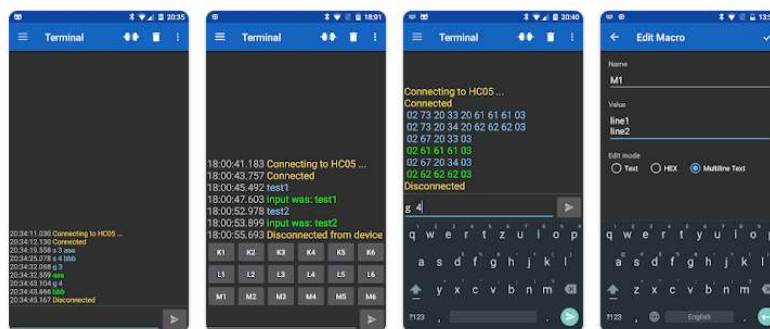 20:35
Terminal
20:34:11.030 Connecting to HC05 ...
20:34:12.130 Connected
20:34:19.558 s 3 aaa
20:34:25.078 s 4 bbb
20:34:32.068 g 3
20:34:32.559 aaa
20:34:43.104 g 4
20:34:43.666 bbb
20:34:45.167 Disconnected
18:01
Terminal
18:00:41.183 Connecting to HC05 ...
18:00:43.757 Connected
18:00:45.492 test1
18:00:47.603 input was: test1
18:00:52.978 test2
18:00:53.899 input was: test2
18:00:55.693 Disconnected from device
K1 K2 K3 K4 K5 K6
L1 L2 L3 L4 L5 L6
M1 M2 M3 M4 M5 M6
20:40
Terminal
Connecting to HC05 ...
Connected
02 73 20 33 20 61 61 61 03
02 73 20 34 20 62 62 62 03
02 67 20 33 03
02 61 61 61 03
02 67 20 34 03
02 62 62 62 03
Disconnected
g 4
q w e r t z u i o p
a s d f g h j k l
y x c v b n m
?123 , .
Edit Macro
Name
M1
Value
line1
line2
Edit mode
Text HEX Multiline Text
q w e r t y u i o p
a s d f g h j k l
z x c v b n m
?123 , English .